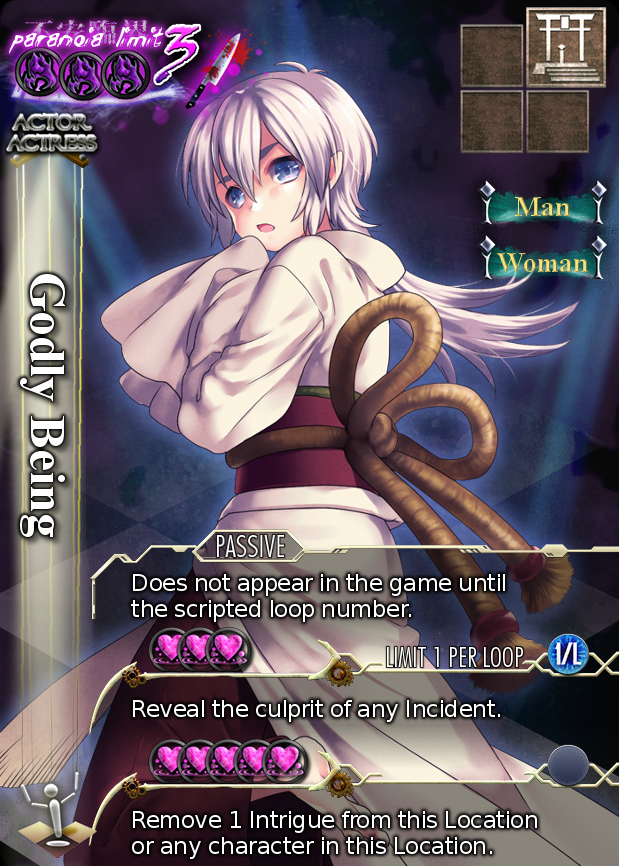 paranoia limit 3
ACTOR
ACTRESS
Man
Woman
Godly Being
PASSIVE
Does not appear in the game until
the scripted loop number.
LIMIT 1 PER LOOP
1/L
Reveal the culprit of any Incident.
Remove 1 Intrigue from this Location
or any character in this Location.